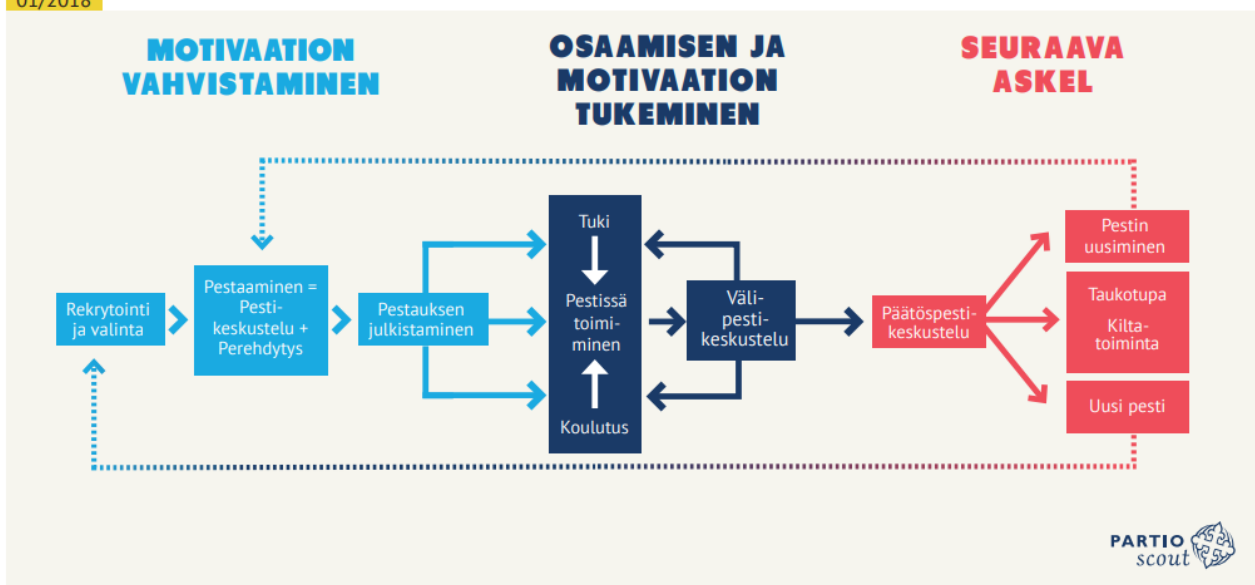 01/2018
MOTIVAATION
VAHVISTAMINEN
OSAAMISEN JA
MOTIVAATION
TUKEMINEN
SEURAAVA
ASKEL
Rekrytointi
ja valinta
Pestaaminen =
Pesti-
keskustelu +
Perehdytys
Pestauksen
julkistaminen
Tuki
Pestissä
toimi-
minen
Koulutus
Väli-
pesti-
keskustelu
Päätöspesti-
keskustelu
Pestin
uusiminen
Taukotupa
Kilta-
toiminta
Uusi pesti
PARTIO
scout